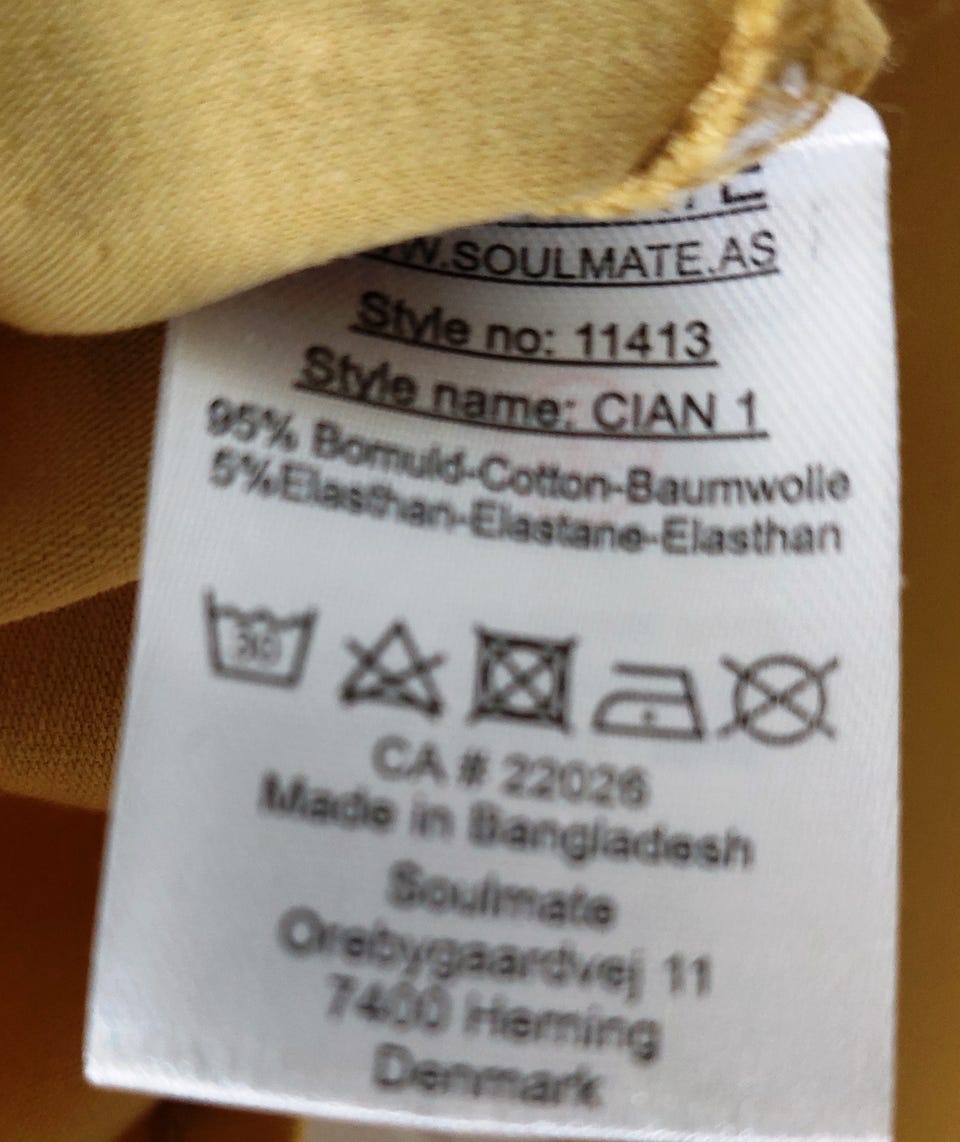 W.SOULMATE.AS
Style no: 11413
Style name: CIAN 1
95% Bomuld-Cotton-Baumwolle
5%Elasthan-Elastane-Elasthan
30
CA # 22026
Made in Bangladesh
Soulmate
Orebygaardvej 11
7400 Herning
Denmark